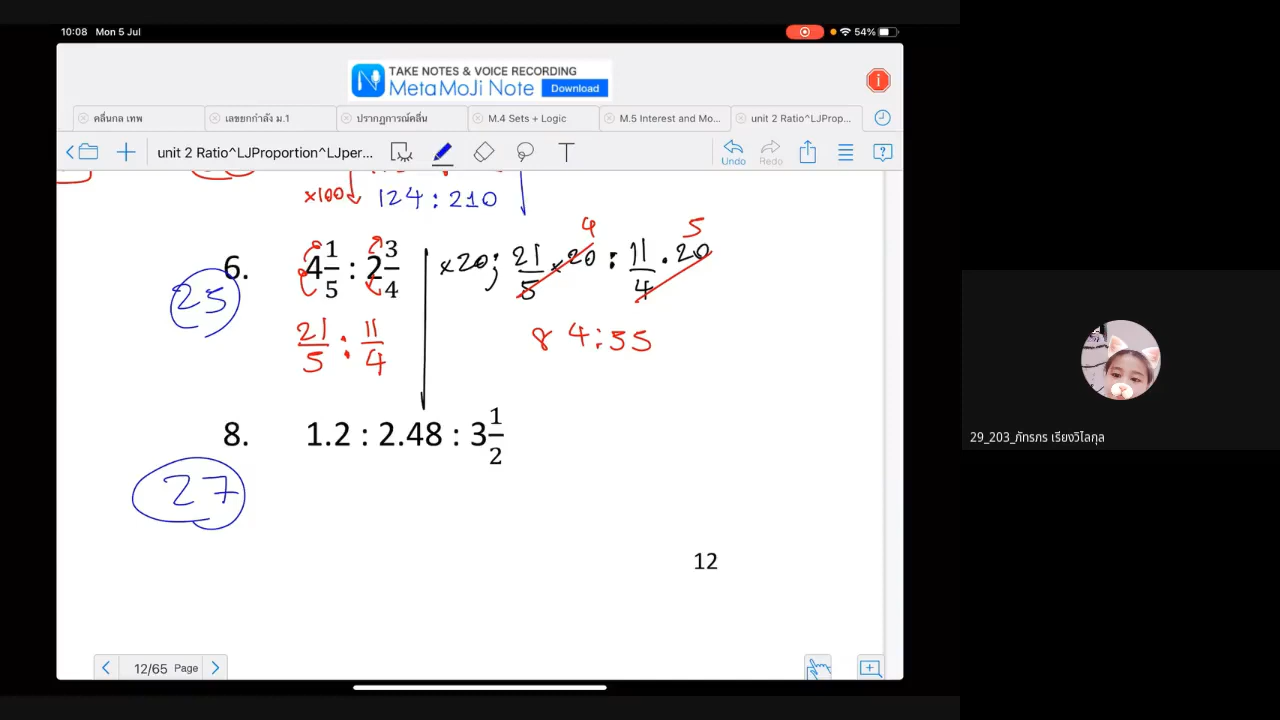 10:08 Mon 5 Jul
54%
TAKE NOTES & VOICE RECORDING
MetaMoJi Note Download
คลื่นกล เทพ
เลขยกกำลัง ม.1
ปรากฏการณ์คลื่น
M.4 Sets + Logic
M.5 Interest and Mo...
unit 2 Ratio^LJProp...
unit 2 Ratio^LJProportion^LJper...
T
Undo
Redo
x100
124 : 210
6. 4 1/5 : 2 3/4
25
21/5 : 11/4
x20; 21/5 x 20 : 11/4 . 20
4
5
84:55
8. 1.2 : 2.48 : 3 1/2
27
12
12/65 Page
29_203_ภัทรภร เรียงวิไลกุล